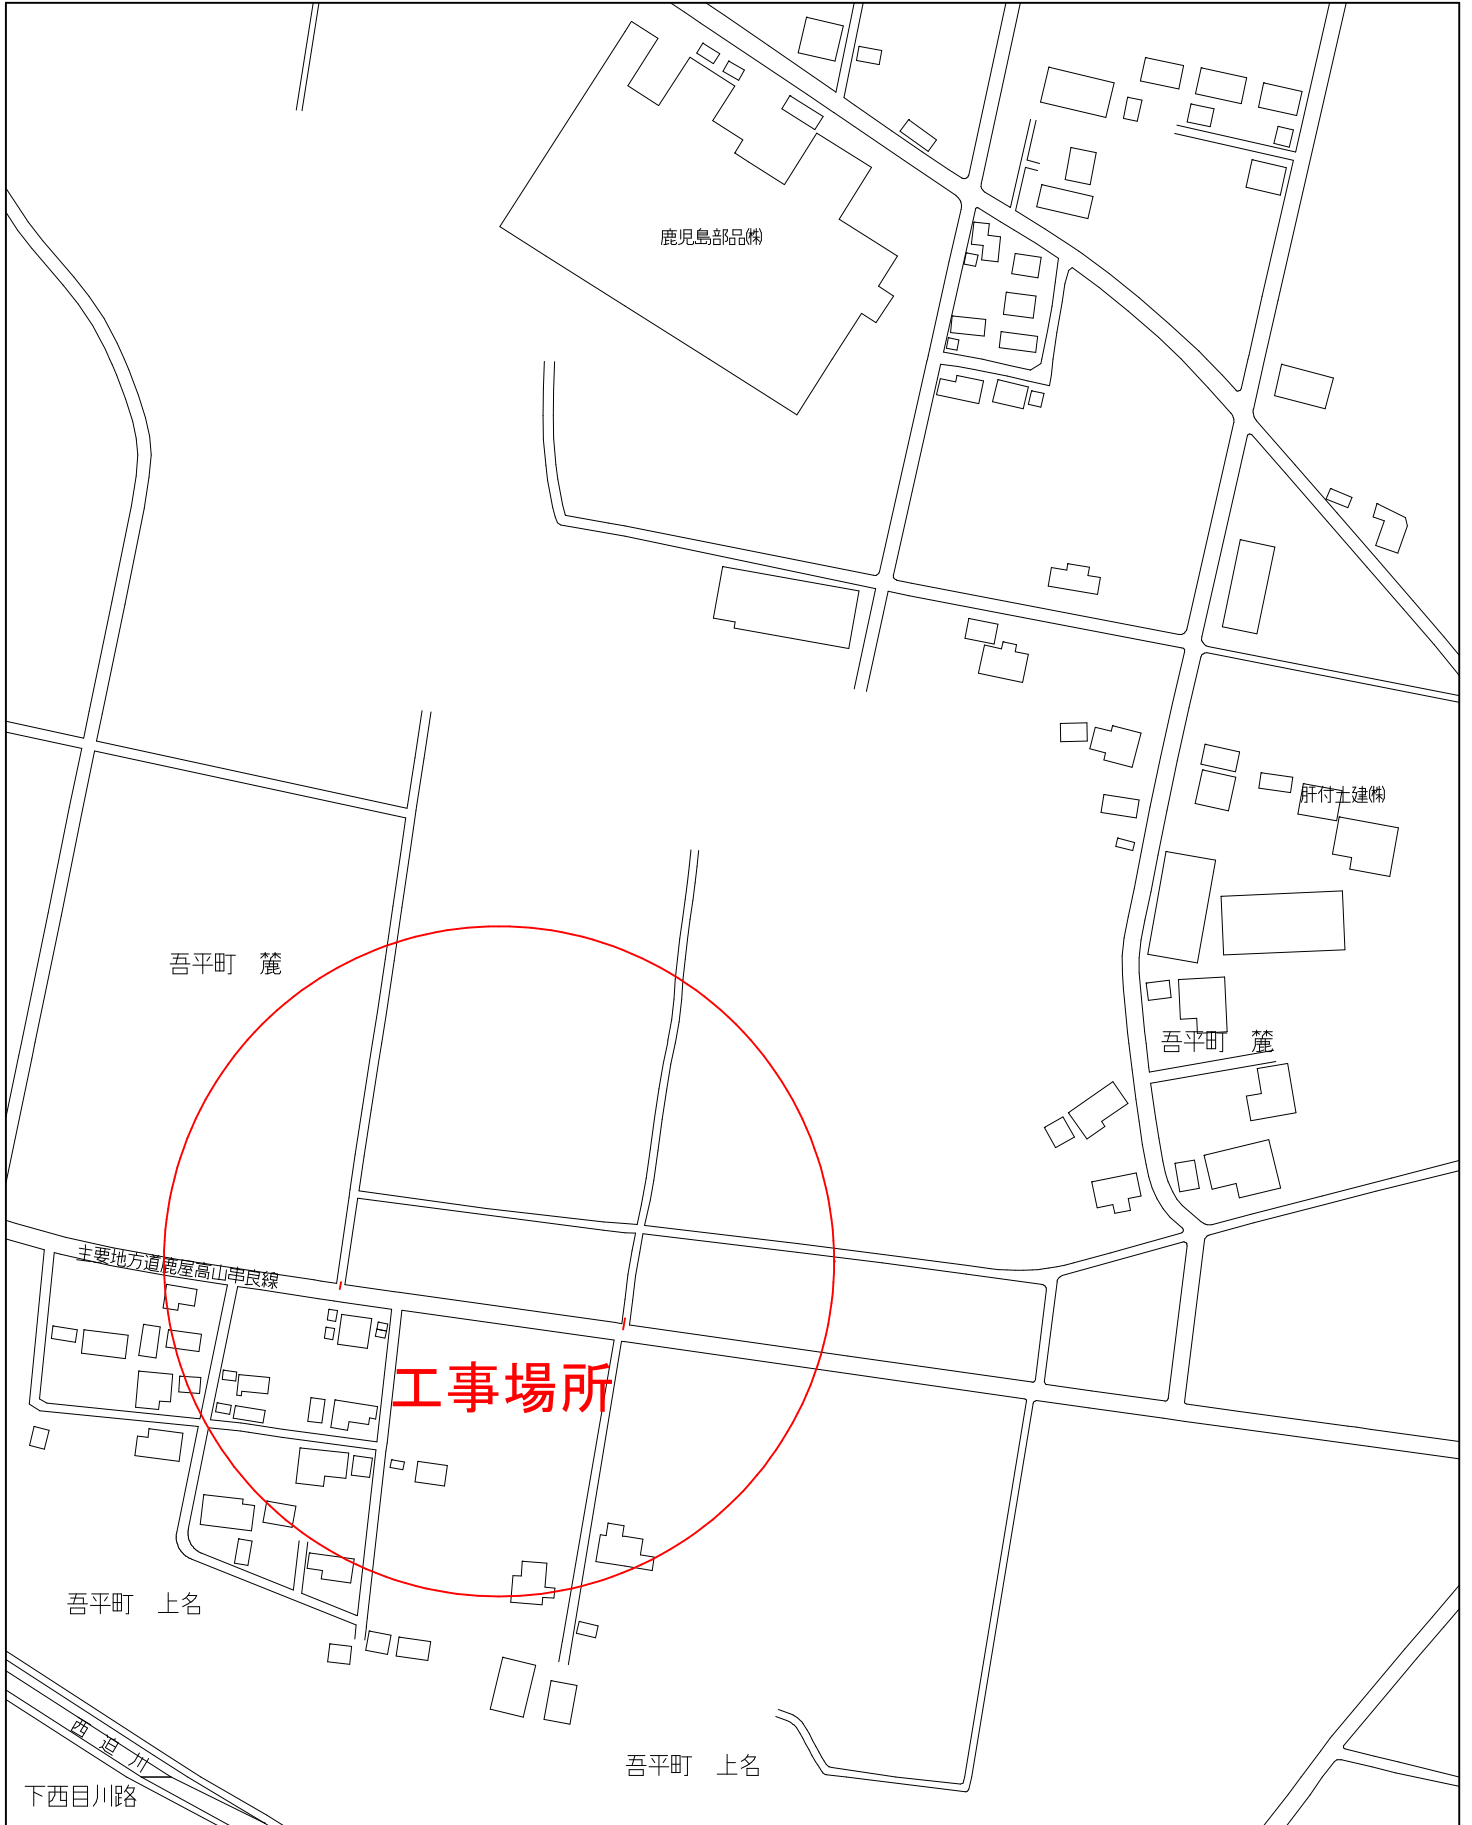 鹿児島部品㈱
肝付土建㈱
吾平町　麓
吾平町　麓
主要地方道鹿屋高山串良線
工事場所
吾平町　上名
西迫川
吾平町　上名
下西目川路